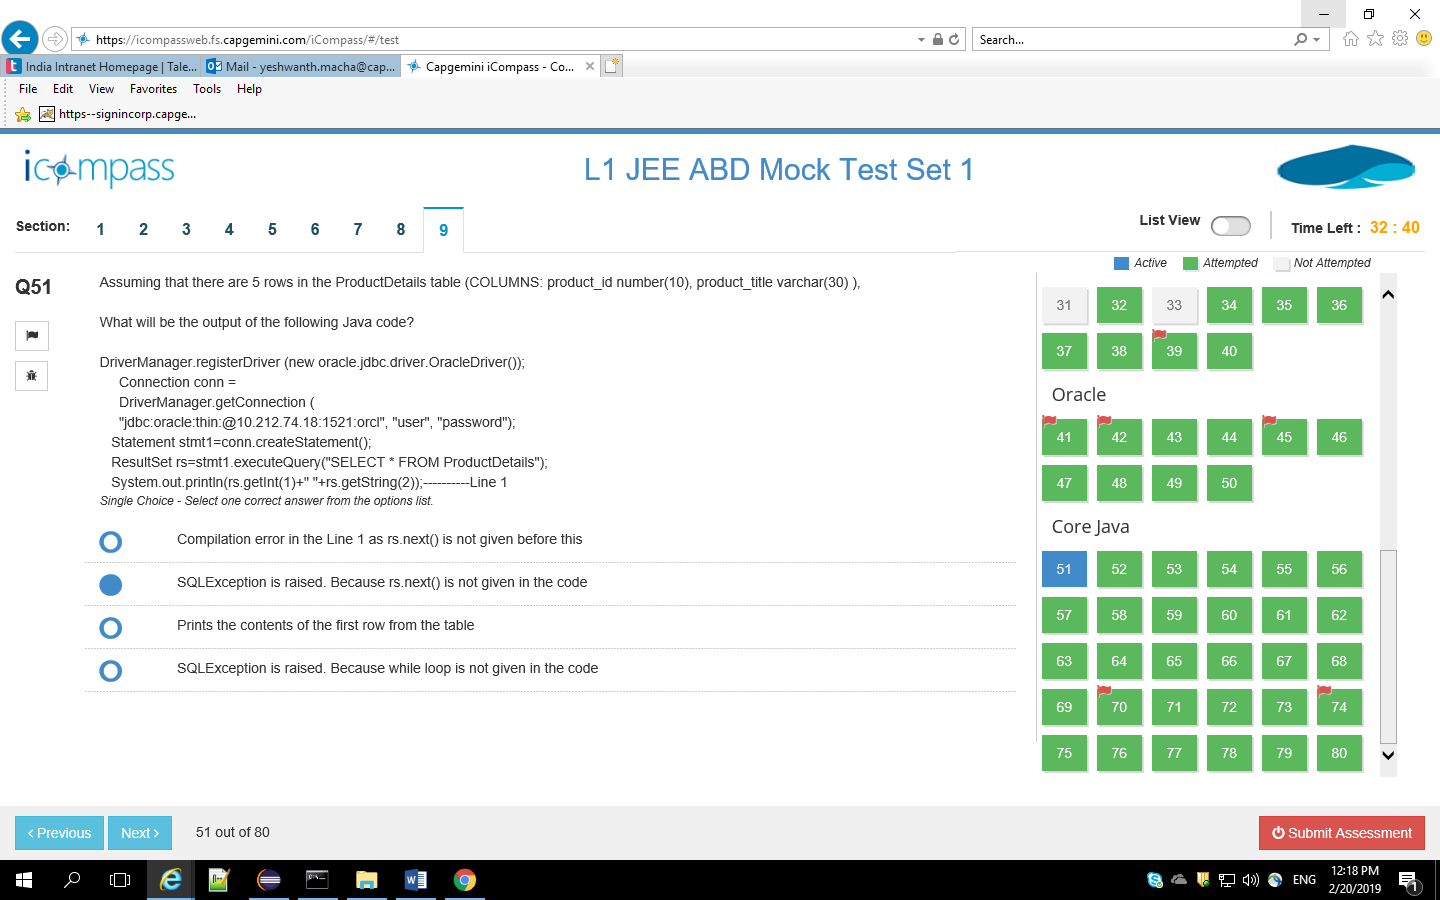 https://icompassweb.fs.capgemini.com/iCompass/#/test
Search...
India Intranet Homepage | Tale...
Mail - yeshwanth.macha@cap...
Capgemini iCompass - Co...
File Edit View Favorites Tools Help
https--signincorp.capge...
icompass
L1 JEE ABD Mock Test Set 1
Section: 1 2 3 4 5 6 7 8 9
List View
Time Left : 32 : 40
Active Attempted Not Attempted
Q51
Assuming that there are 5 rows in the ProductDetails table (COLUMNS: product_id number(10), product_title varchar(30) ),
What will be the output of the following Java code?
DriverManager.registerDriver (new oracle.jdbc.driver.OracleDriver());
Connection conn =
DriverManager.getConnection (
"jdbc:oracle:thin:@10.212.74.18:1521:orcl", "user", "password");
Statement stmt1=conn.createStatement();
ResultSet rs=stmt1.executeQuery("SELECT * FROM ProductDetails");
System.out.println(rs.getInt(1)+" "+rs.getString(2));----------Line 1
Single Choice - Select one correct answer from the options list.
Compilation error in the Line 1 as rs.next() is not given before this
SQLException is raised. Because rs.next() is not given in the code
Prints the contents of the first row from the table
SQLException is raised. Because while loop is not given in the code
31 32 33 34 35 36
37 38 39 40
Oracle
41 42 43 44 45 46
47 48 49 50
Core Java
51 52 53 54 55 56
57 58 59 60 61 62
63 64 65 66 67 68
69 70 71 72 73 74
75 76 77 78 79 80
Previous
Next
51 out of 80
Submit Assessment
ENG
12:18 PM
2/20/2019
1